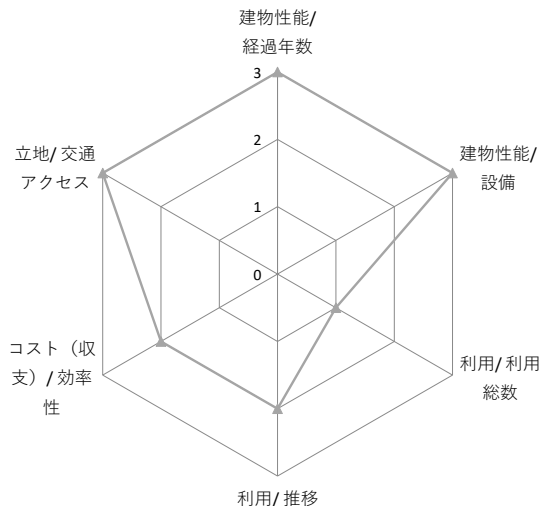 建物性能/
経過年数
3
2
1
0
建物性能/
設備
利用/ 利用
総数
利用/ 推移
コスト（収
支）/ 効率
性
立地/ 交通
アクセス